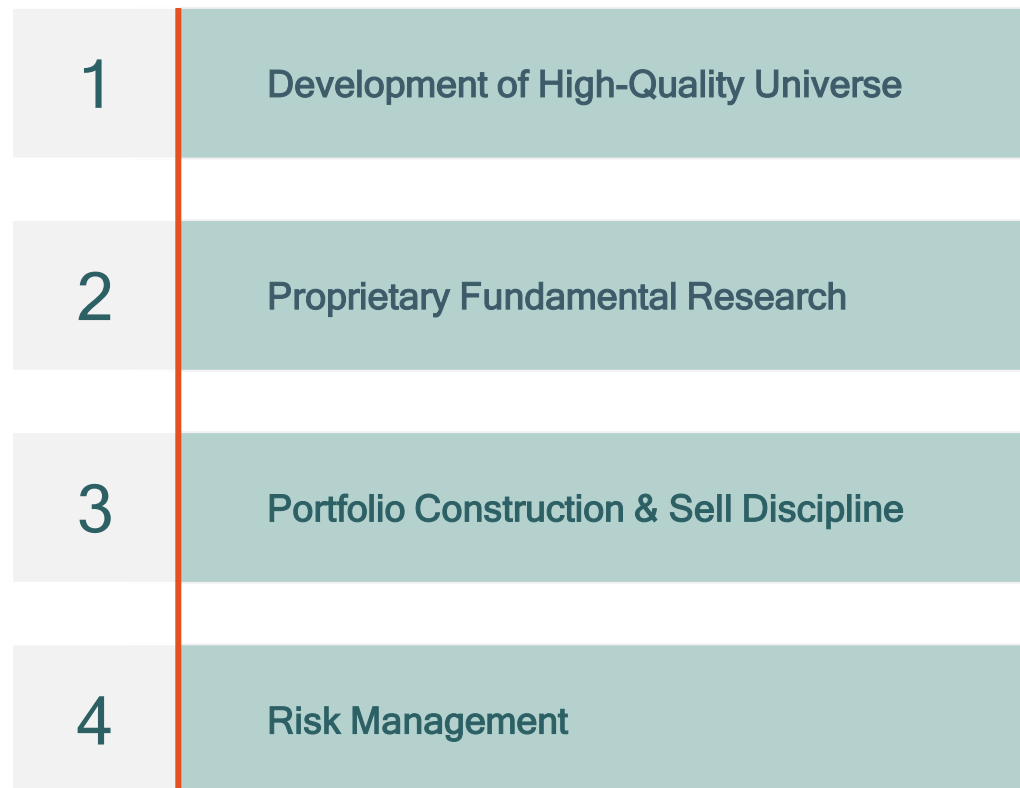 1
Development of High-Quality Universe
2
Proprietary Fundamental Research
3
Portfolio Construction & Sell Discipline
4
Risk Management